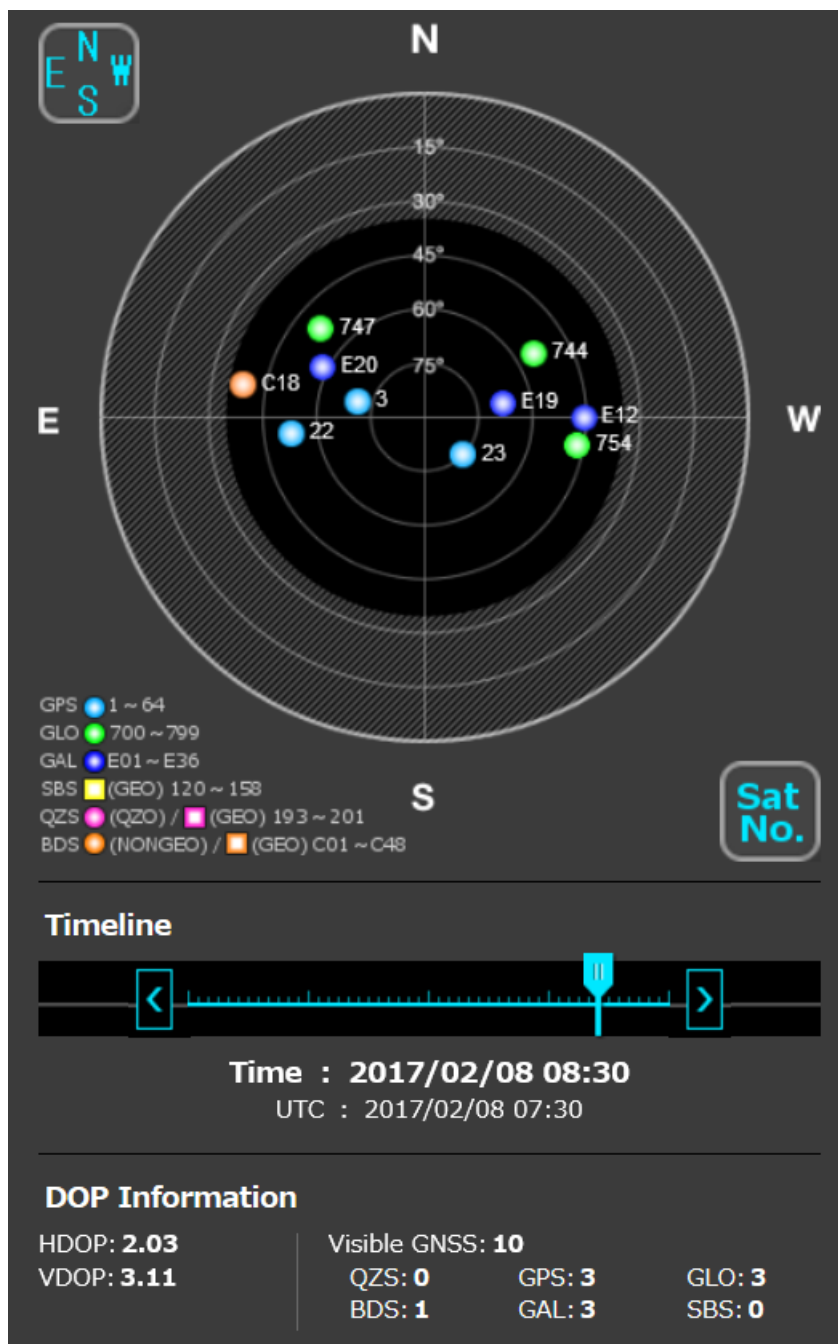 N
N
E W
S
15°
30°
45°
60°
75°
747
744
E20
C18
3
E19
E12
E
W
22
754
23
GPS 1 ~ 64
GLO 700 ~ 799
GAL E01 ~ E36
SBS (GEO) 120 ~ 158
QZS (QZO) / (GEO) 193 ~ 201
BDS (NONGEO) / (GEO) C01 ~ C48
S
Sat
No.
Timeline
< >
Time : 2017/02/08 08:30
UTC : 2017/02/08 07:30
DOP Information
HDOP: 2.03 Visible GNSS: 10
VDOP: 3.11 QZS: 0 GPS: 3 GLO: 3
BDS: 1 GAL: 3 SBS: 0